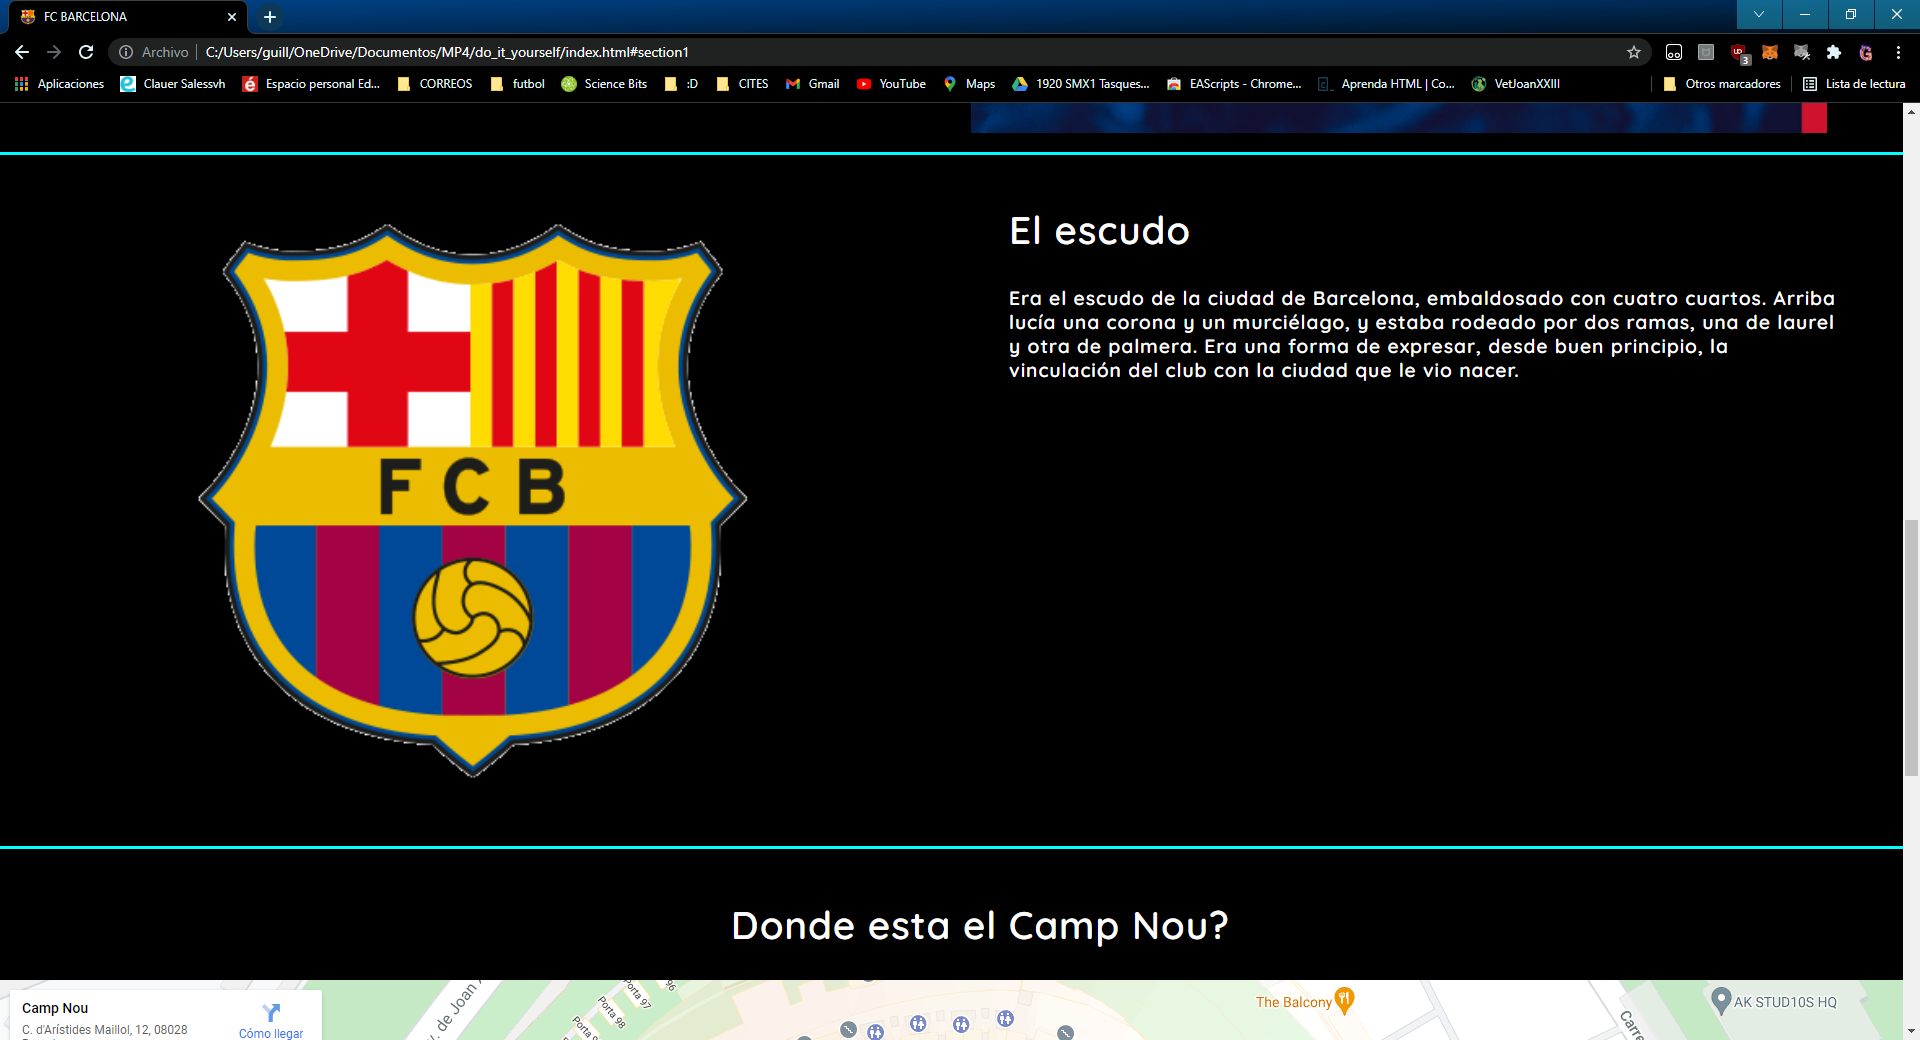 FC BARCELONA
Archivo C:/Users/guill/OneDrive/Documentos/MP4/do_it_yourself/index.html#section1
3
Aplicaciones Clauer Salessvh Espacio personal Ed... CORREOS futbol Science Bits :D CITES Gmail YouTube Maps 1920 SMX1 Tasques... EAScripts - Chrome... Aprenda HTML | Co... VetJoanXXIII Otros marcadores Lista de lectura
El escudo
Era el escudo de la ciudad de Barcelona, embaldosado con cuatro cuartos. Arriba
lucía una corona y un murciélago, y estaba rodeado por dos ramas, una de laurel
y otra de palmera. Era una forma de expresar, desde buen principio, la
vinculación del club con la ciudad que le vio nacer.
F C B
Donde esta el Camp Nou?
Camp Nou
C. d'Arístides Maillol, 12, 08028
Cómo llegar
v. de Joan
Porta 98
Porta 97
96
The Balcony
AK STUD10S HQ
Carre